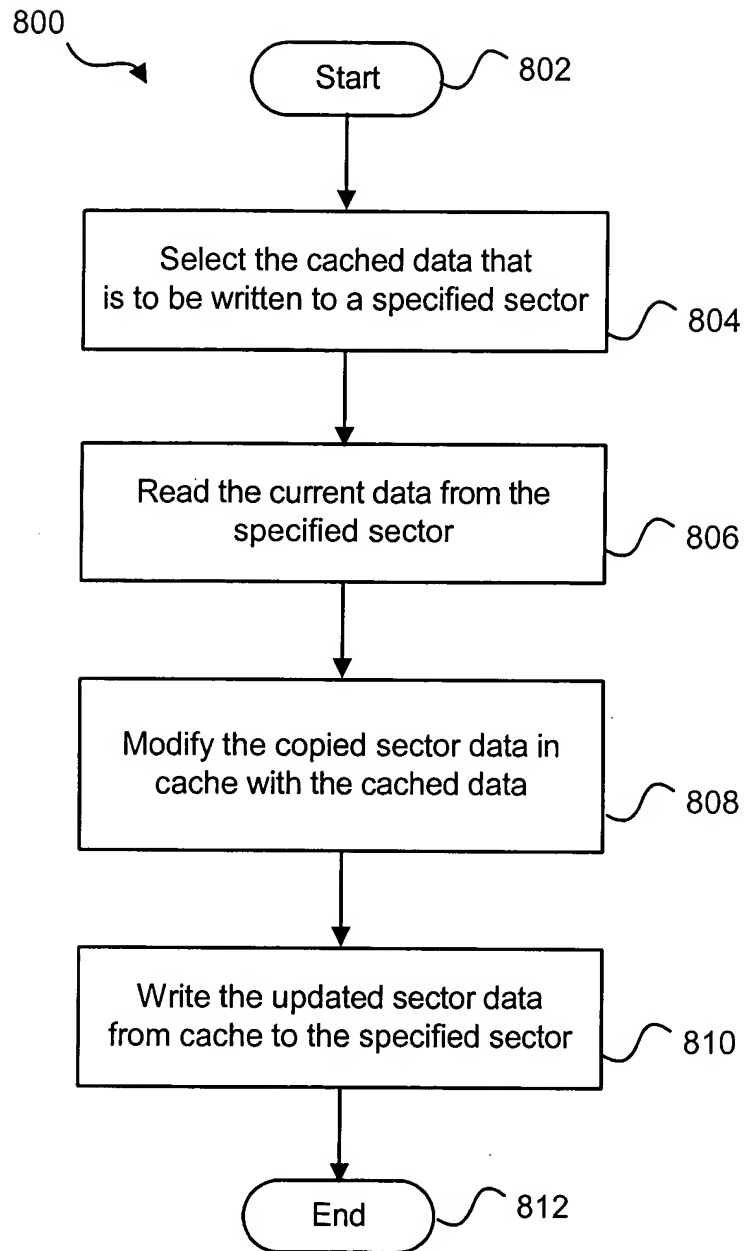 800
Start
802
Select the cached data that
is to be written to a specified sector
804
Read the current data from the
specified sector
806
Modify the copied sector data in
cache with the cached data
808
Write the updated sector data
from cache to the specified sector
810
End
812